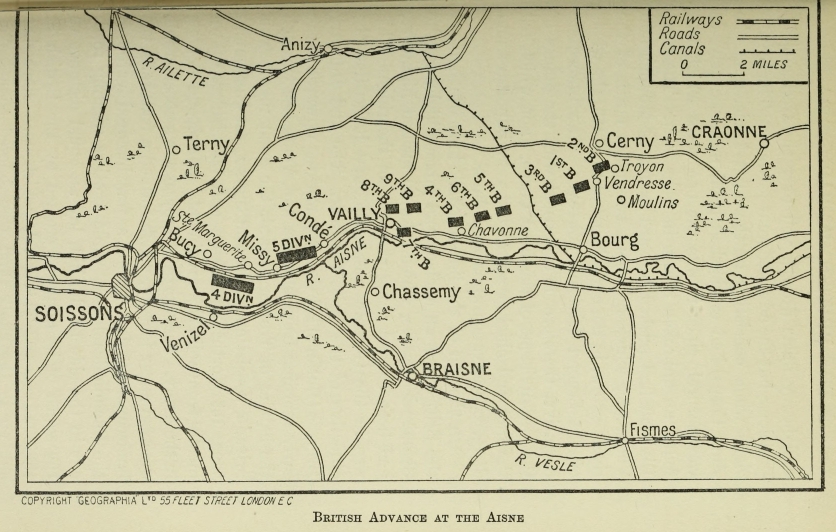 Railways
Roads
Canals
0 2 MILES
Anizy
R. AILETTE
Terny
Cerny
CRAONNE
2ND B
Troyon
1ST B
Vendresse
3RD B
Moulins
5TH B
6TH B
4TH B
9TH B
8TH B
VAILLY
Chavonne
7TH B
Condé
Ste Marguerite
Bucy
Missy
5 DIVN
R. AISNE
Bourg
4 DIVN
Chassemy
SOISSONS
Venizel
BRAISNE
Fismes
R. VESLE
COPYRIGHT "GEOGRAPHIA" LTD 55 FLEET STREET LONDON E C
BRITISH ADVANCE AT THE AISNE